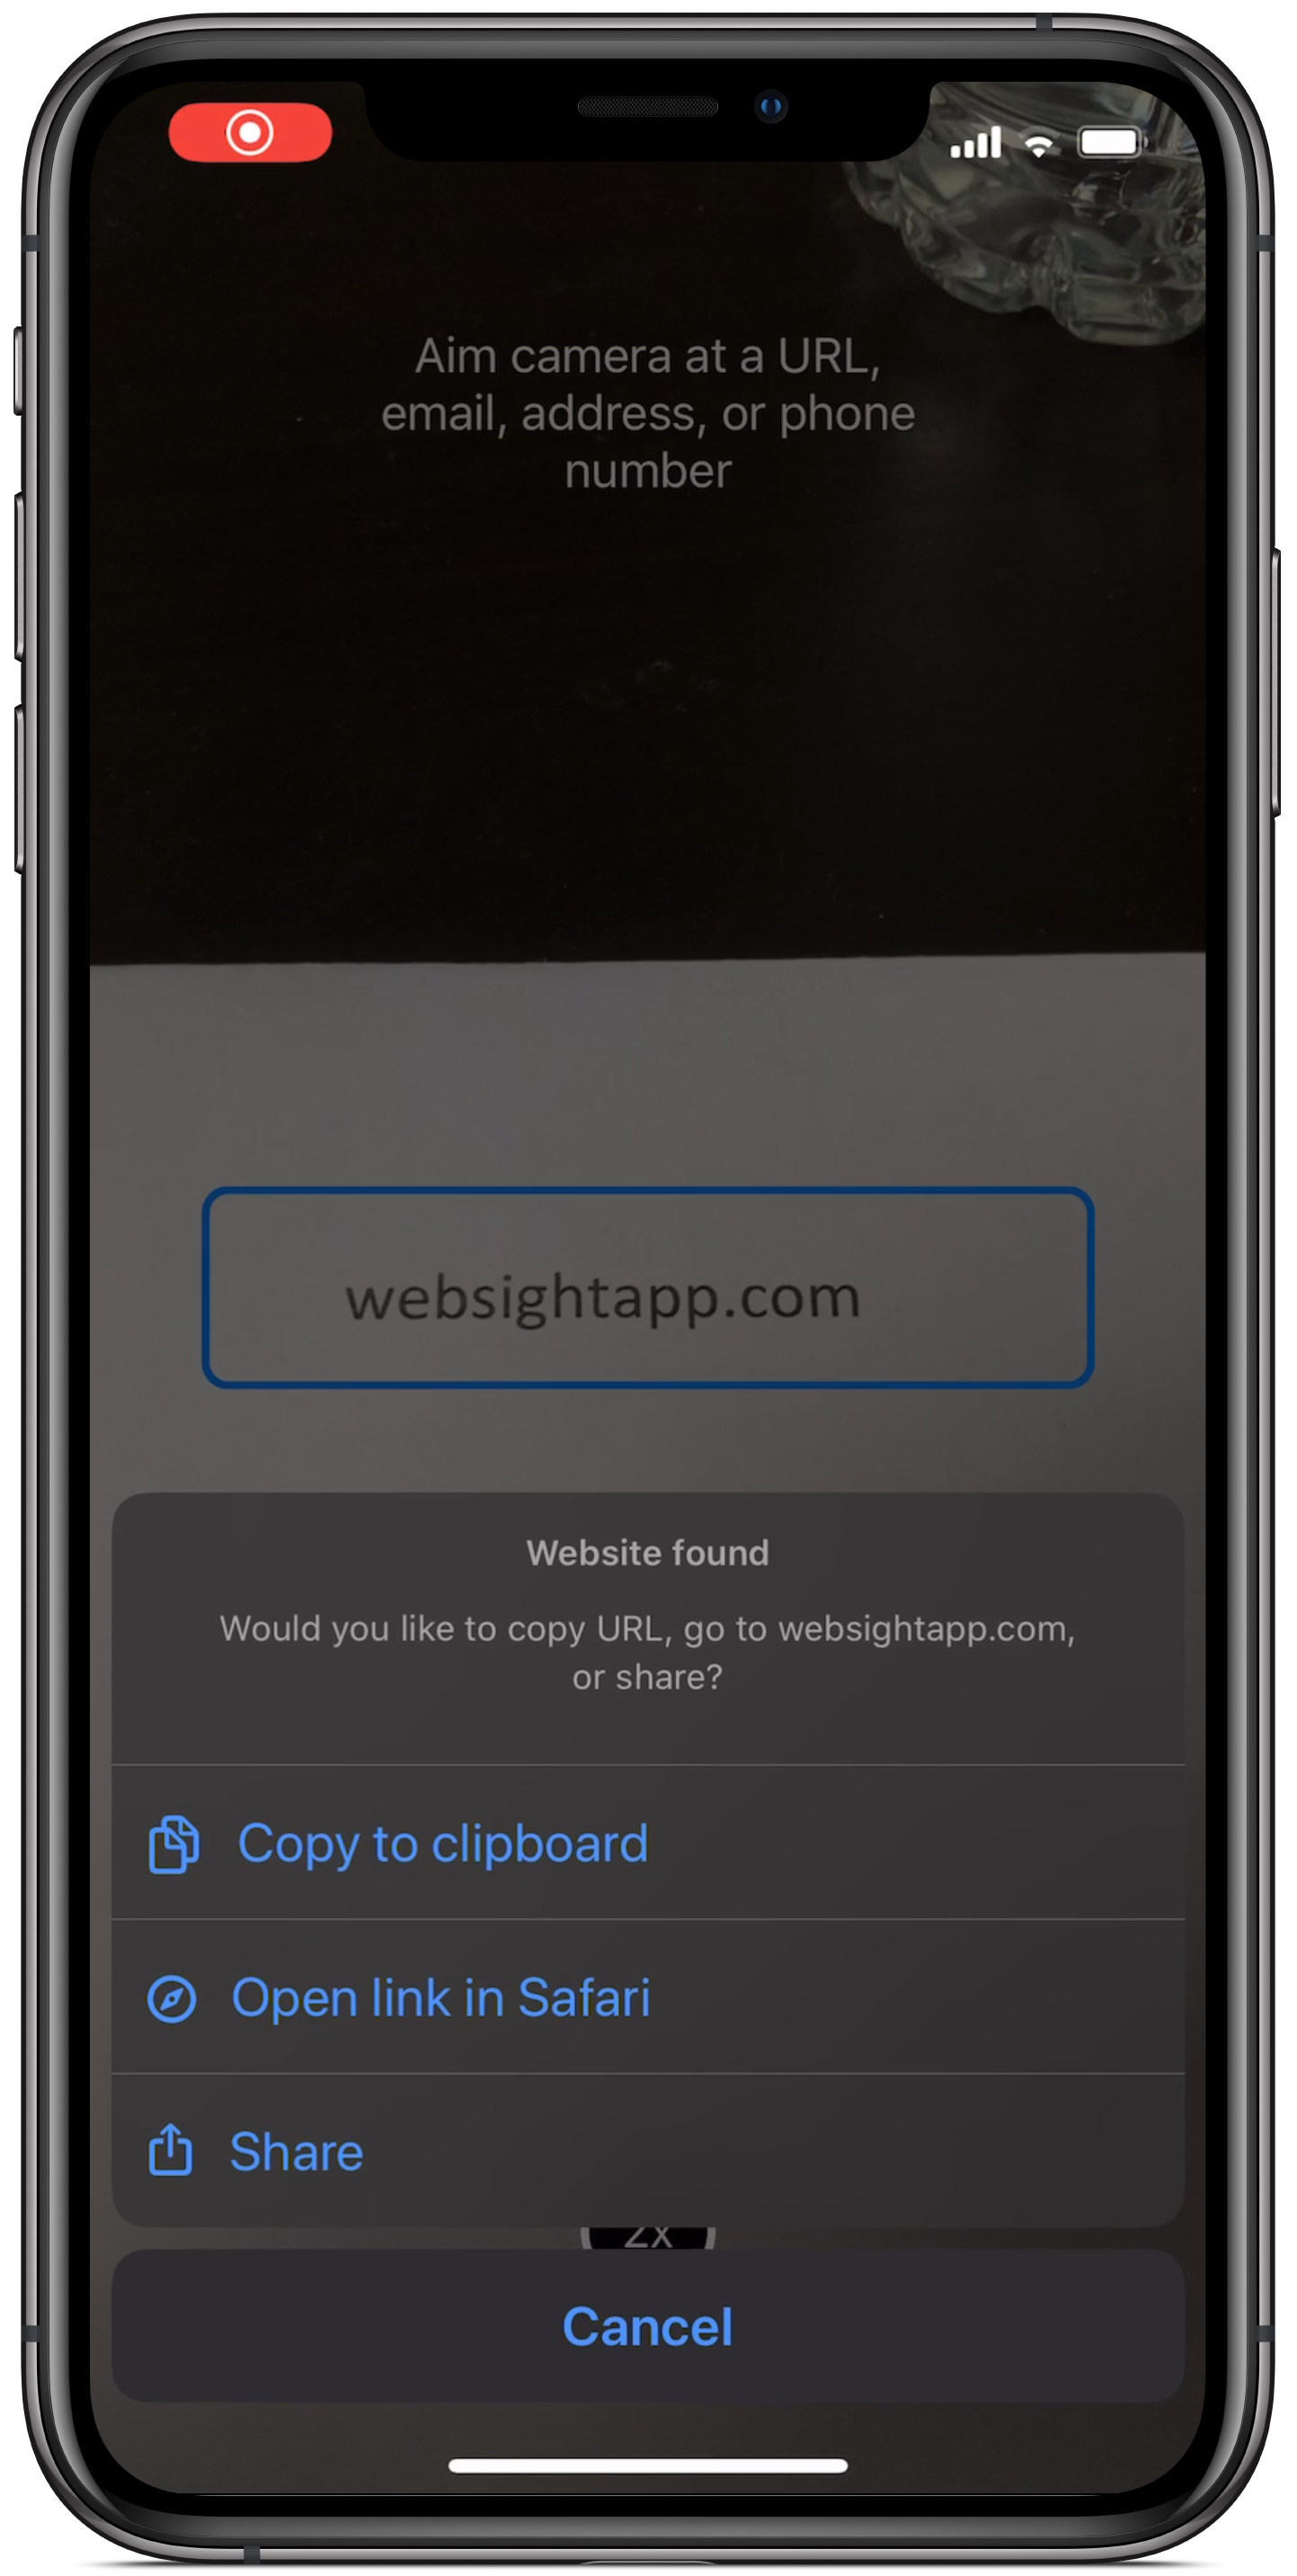 Aim camera at a URL,
email, address, or phone
number
websightapp.com
Website found
Would you like to copy URL, go to websightapp.com,
or share?
Copy to clipboard
Open link in Safari
Share
2x
Cancel